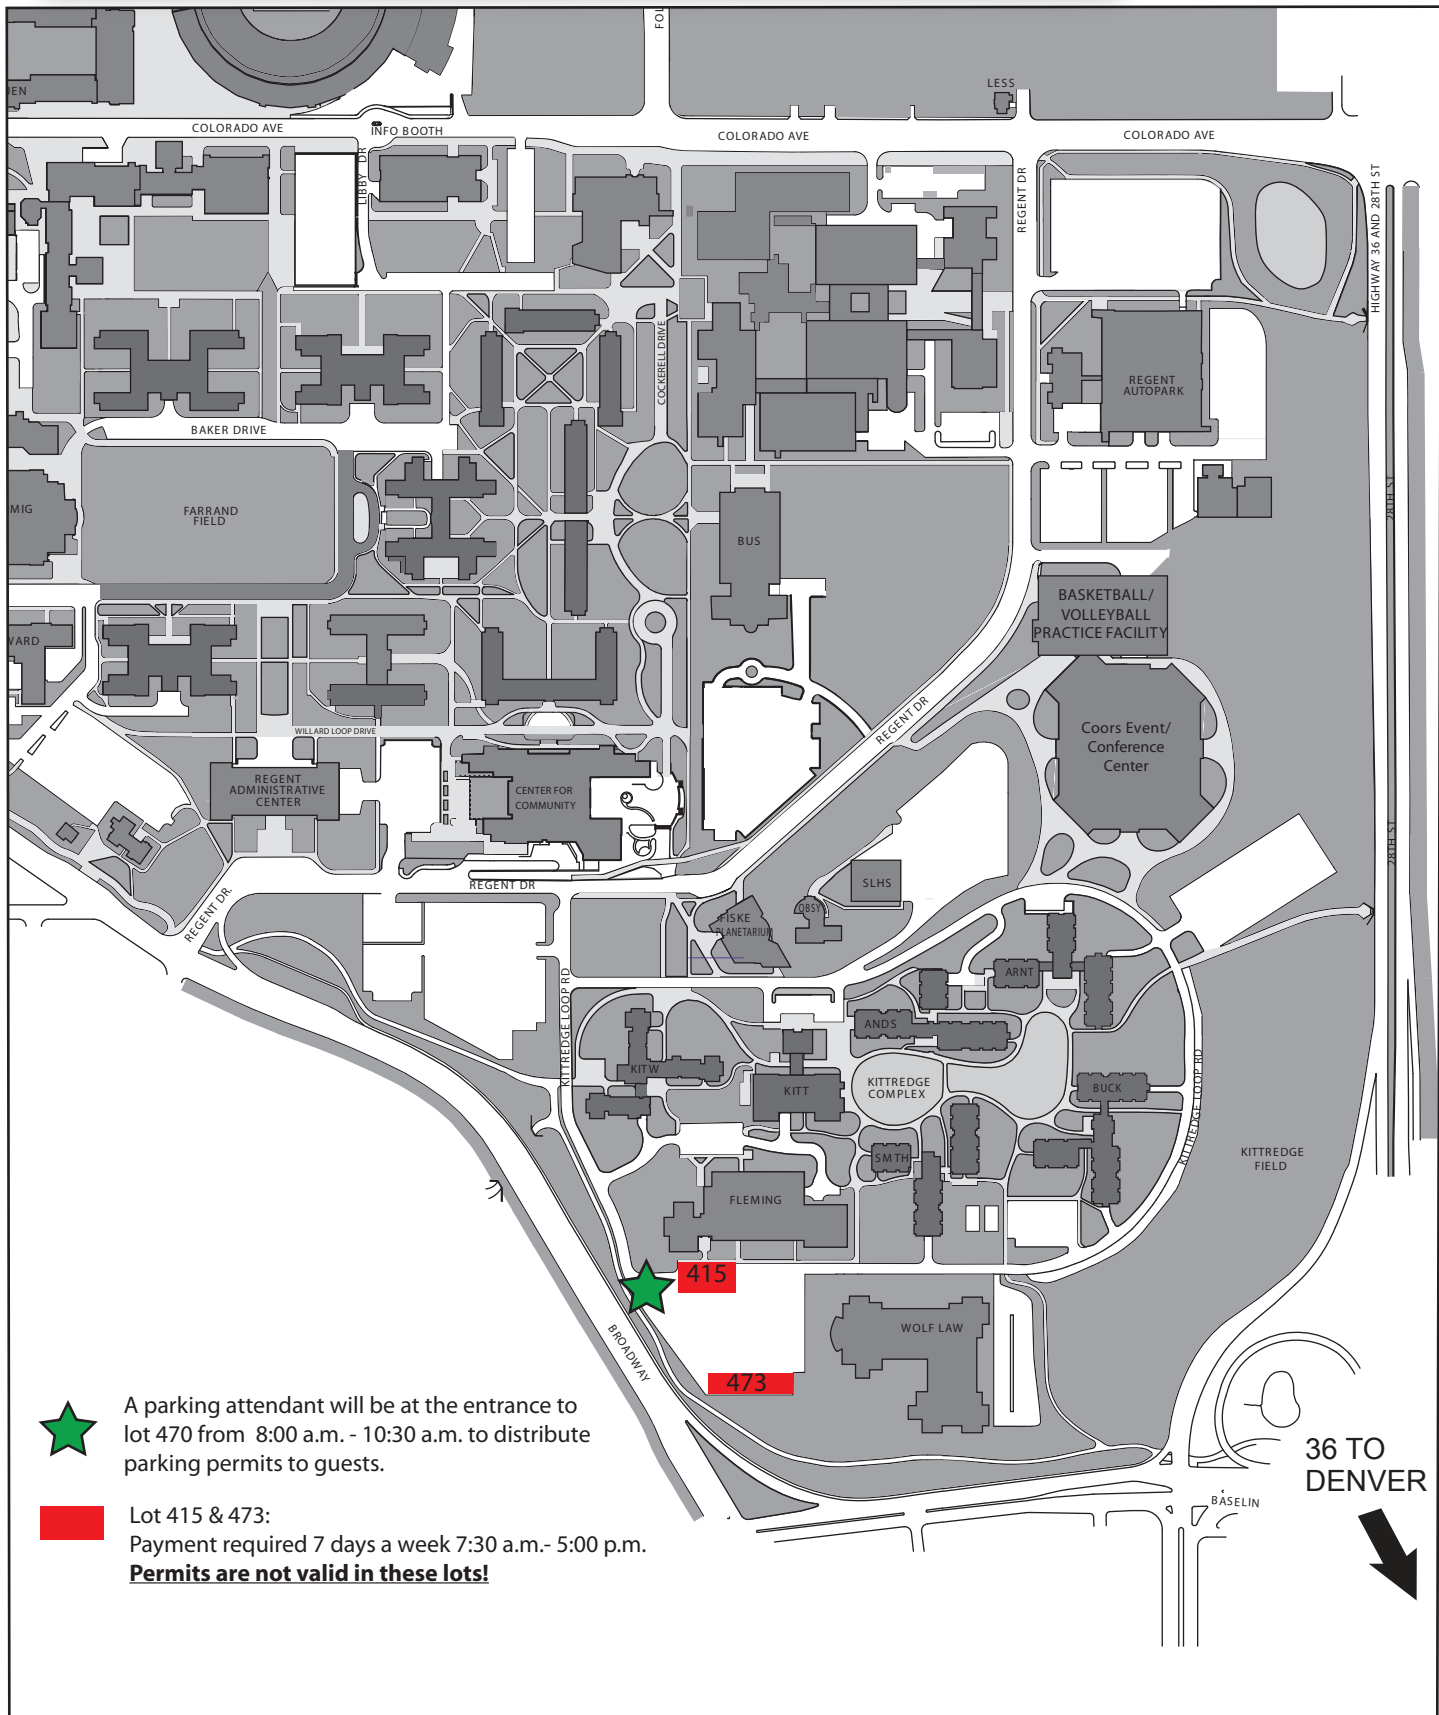 FOL
LESS
UEN
COLORADO AVE
INFO BOOTH
COLORADO AVE
COLORADO AVE
LIBBY DR
REGENT DR
HIGHWAY 36 AND 28TH ST
COCKERELL DRIVE
REGENT
AUTOPARK
BAKER DRIVE
28TH ST
MIG
FARRAND
FIELD
BUS
BASKETBALL/
VOLLEYBALL
PRACTICE FACILITY
WARD
REGENT DR
WILLARD LOOP DRIVE
Coors Event/
Conference
Center
REGENT
ADMINISTRATIVE
CENTER
CENTER FOR
COMMUNITY
28TH ST
REGENT DR
SLHS
REGENT DR.
OBSY
FISKE
PLANETARIUM
KITTREDGE LOOP RD
ARNT
ANDS
KITW
KITT
KITTREDGE
COMPLEX
BUCK
KITTREDGE LOOP RD
SMTH
KITTREDGE
FIELD
FLEMING
415
BROADWAY
WOLF LAW
473
A parking attendant will be at the entrance to
lot 470 from 8:00 a.m. - 10:30 a.m. to distribute
parking permits to guests.
36 TO
DENVER
BASELIN
Lot 415 & 473:
Payment required 7 days a week 7:30 a.m.- 5:00 p.m.
Permits are not valid in these lots!